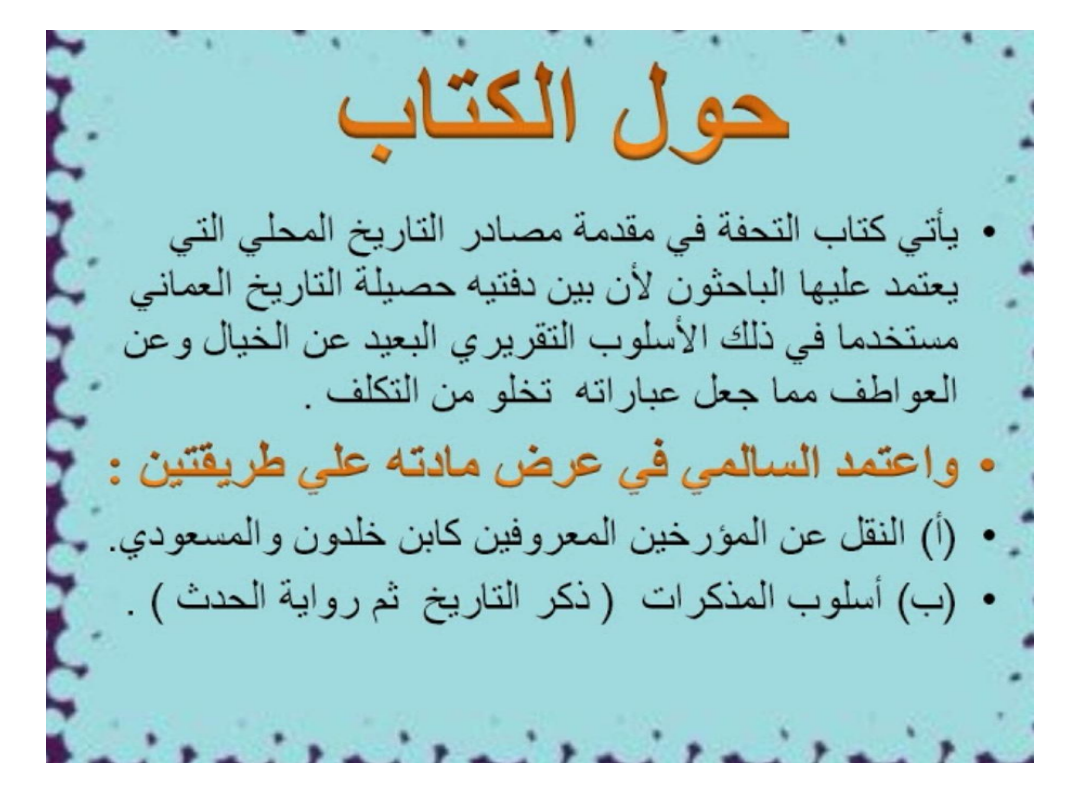 حول الكتاب
• يأتي كتاب التحفة في مقدمة مصادر التاريخ المحلي التي
يعتمد عليها الباحثون لأن بين دفتيه حصيلة التاريخ العماني
مستخدما في ذلك الأسلوب التقريري البعيد عن الخيال وعن
العواطف مما جعل عباراته تخلو من التكلف .
• واعتمد السالمي في عرض مادته علي طريقتين :
• (أ) النقل عن المؤرخين المعروفين كابن خلدون والمسعودي.
• (ب) أسلوب المذكرات ( ذكر التاريخ ثم رواية الحدث ) .